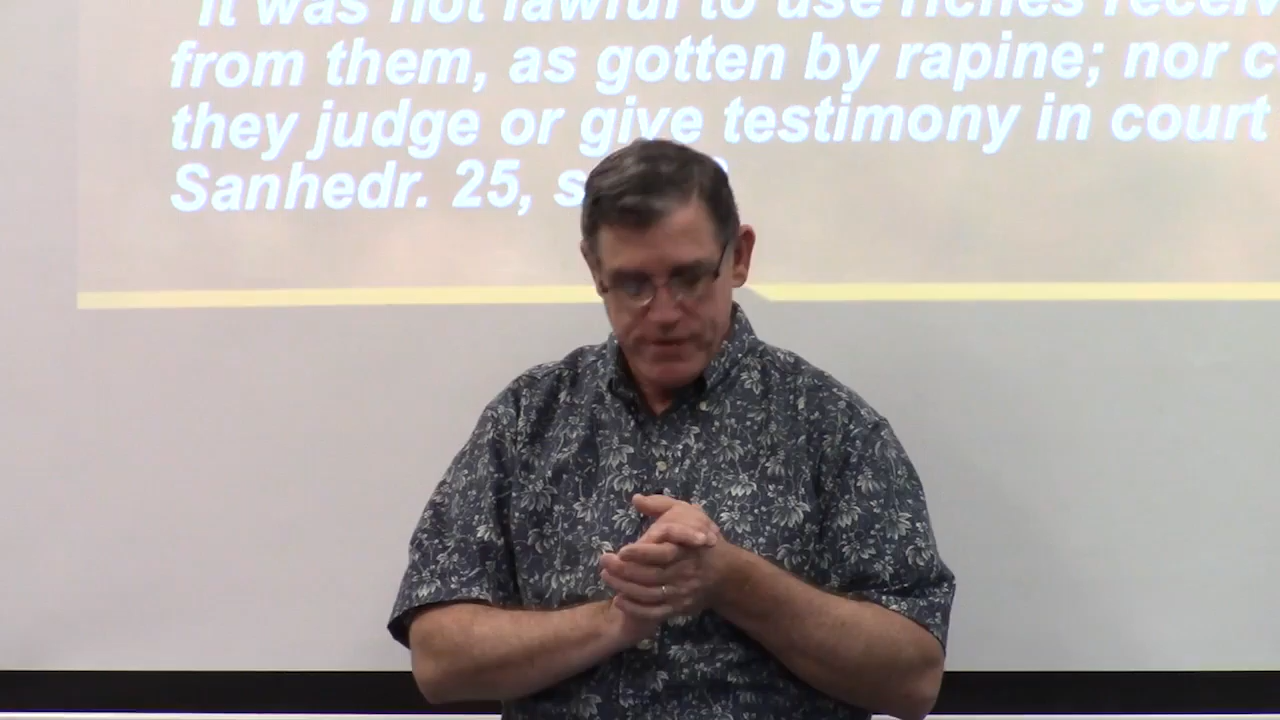 It was not lawful to use riches
from them, as gotten by rapine; nor
they judge or give testimony in court
Sanhedr. 25,